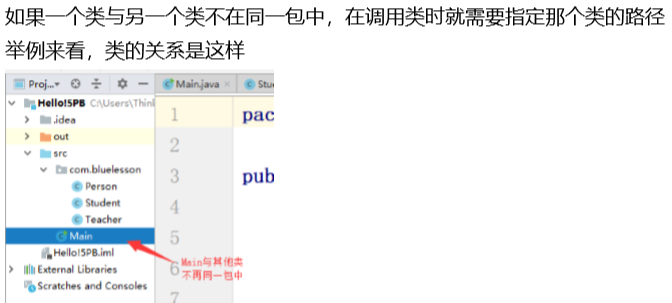 如果一个类与另一个类不在同一包中，在调用类时就需要指定那个类的路径
举例来看，类的关系是这样
Proj...
Main.java
Stu
Hello!5PB C:\Users\Thinl
.idea
out
src
com.bluelesson
Person
Student
Teacher
Main
Hello!5PB.iml
External Libraries
Scratches and Consoles
1 pac
2
3 pub
4
5
6
7
Main与其他类
不再同一包中